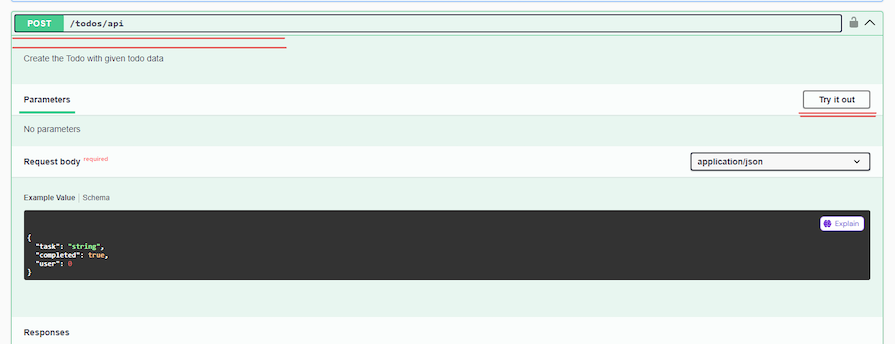 POST /todos/api
Create the Todo with given todo data
Parameters
Try it out
No parameters
Request body required
application/json
Example Value | Schema
Explain
{
  "task": "string",
  "completed": true,
  "user": 0
}
Responses